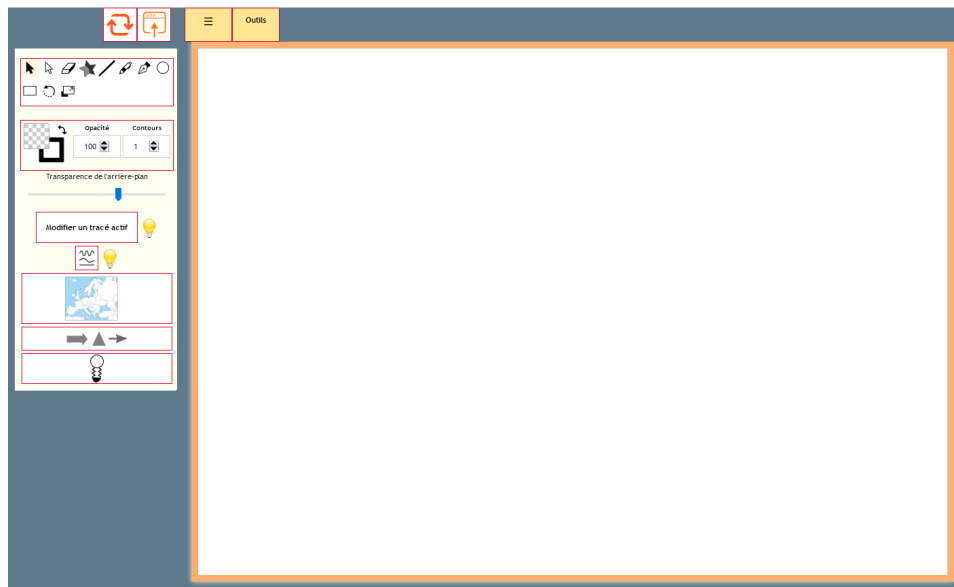 ☰ Outils
Opacité Contours
100 1
Transparence de l'arrière-plan
Modifier un tracé actif